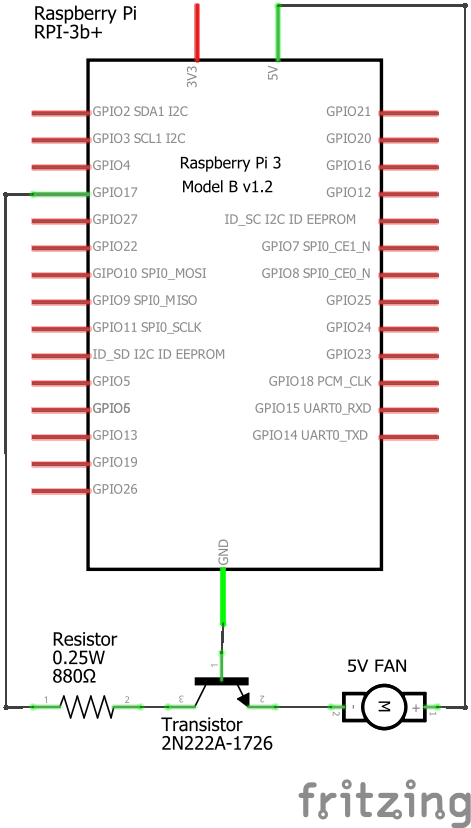 Raspberry Pi
RPI-3b+
3V3
5V
GPIO2 SDA1 I2C
GPIO21
GPIO3 SCL1 I2C
GPIO20
GPIO4
GPIO16
Raspberry Pi 3
Model B v1.2
GPIO17
GPIO12
GPIO27
ID_SC I2C ID EEPROM
GPIO22
GPIO7 SPI0_CE1_N
GIPO10 SPI0_MOSI
GPIO8 SPI0_CE0_N
GPIO9 SPI0_MISO
GPIO25
GPIO11 SPI0_SCLK
GPIO24
ID_SD I2C ID EEPROM
GPIO23
GPIO5
GPIO18 PCM_CLK
GPIO6
GPIO15 UART0_RXD
GPIO13
GPIO14 UART0_TXD
GPIO19
GPIO26
GND
Resistor
0.25W
880Ω
1
2
3
1
2
Transistor
2N222A-1726
5V FAN
2
-
M
+
1
fritzing